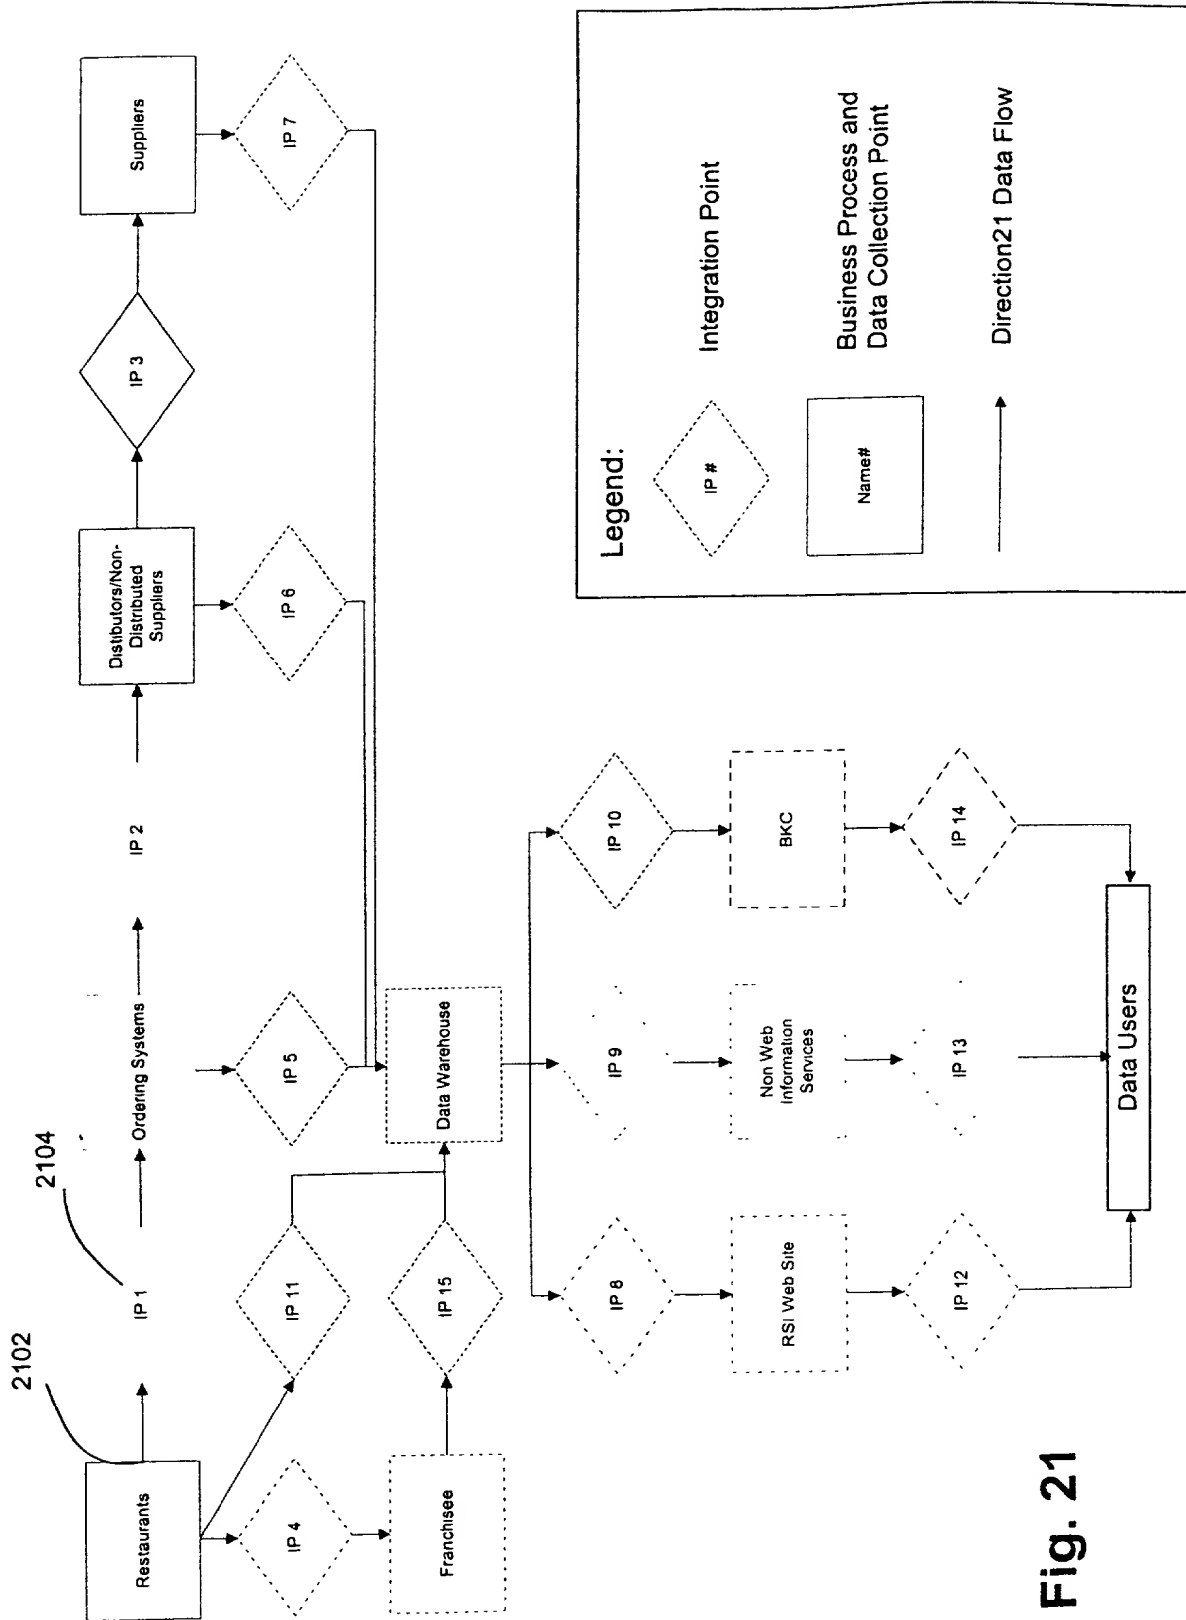 2102
2104
Restaurants
IP 1
Ordering Systems
IP 2
Distibutors/Non-
Distributed
Suppliers
IP 3
Suppliers
IP 4
IP 11
IP 5
IP 6
IP 7
Franchisee
IP 15
Data Warehouse
IP 8
IP 9
IP 10
RSI Web Site
Non Web
Information
Services
BKC
IP 12
IP 13
IP 14
Data Users
Legend:
IP #
Integration Point
Name#
Business Process and
Data Collection Point
Direction21 Data Flow
Fig. 21